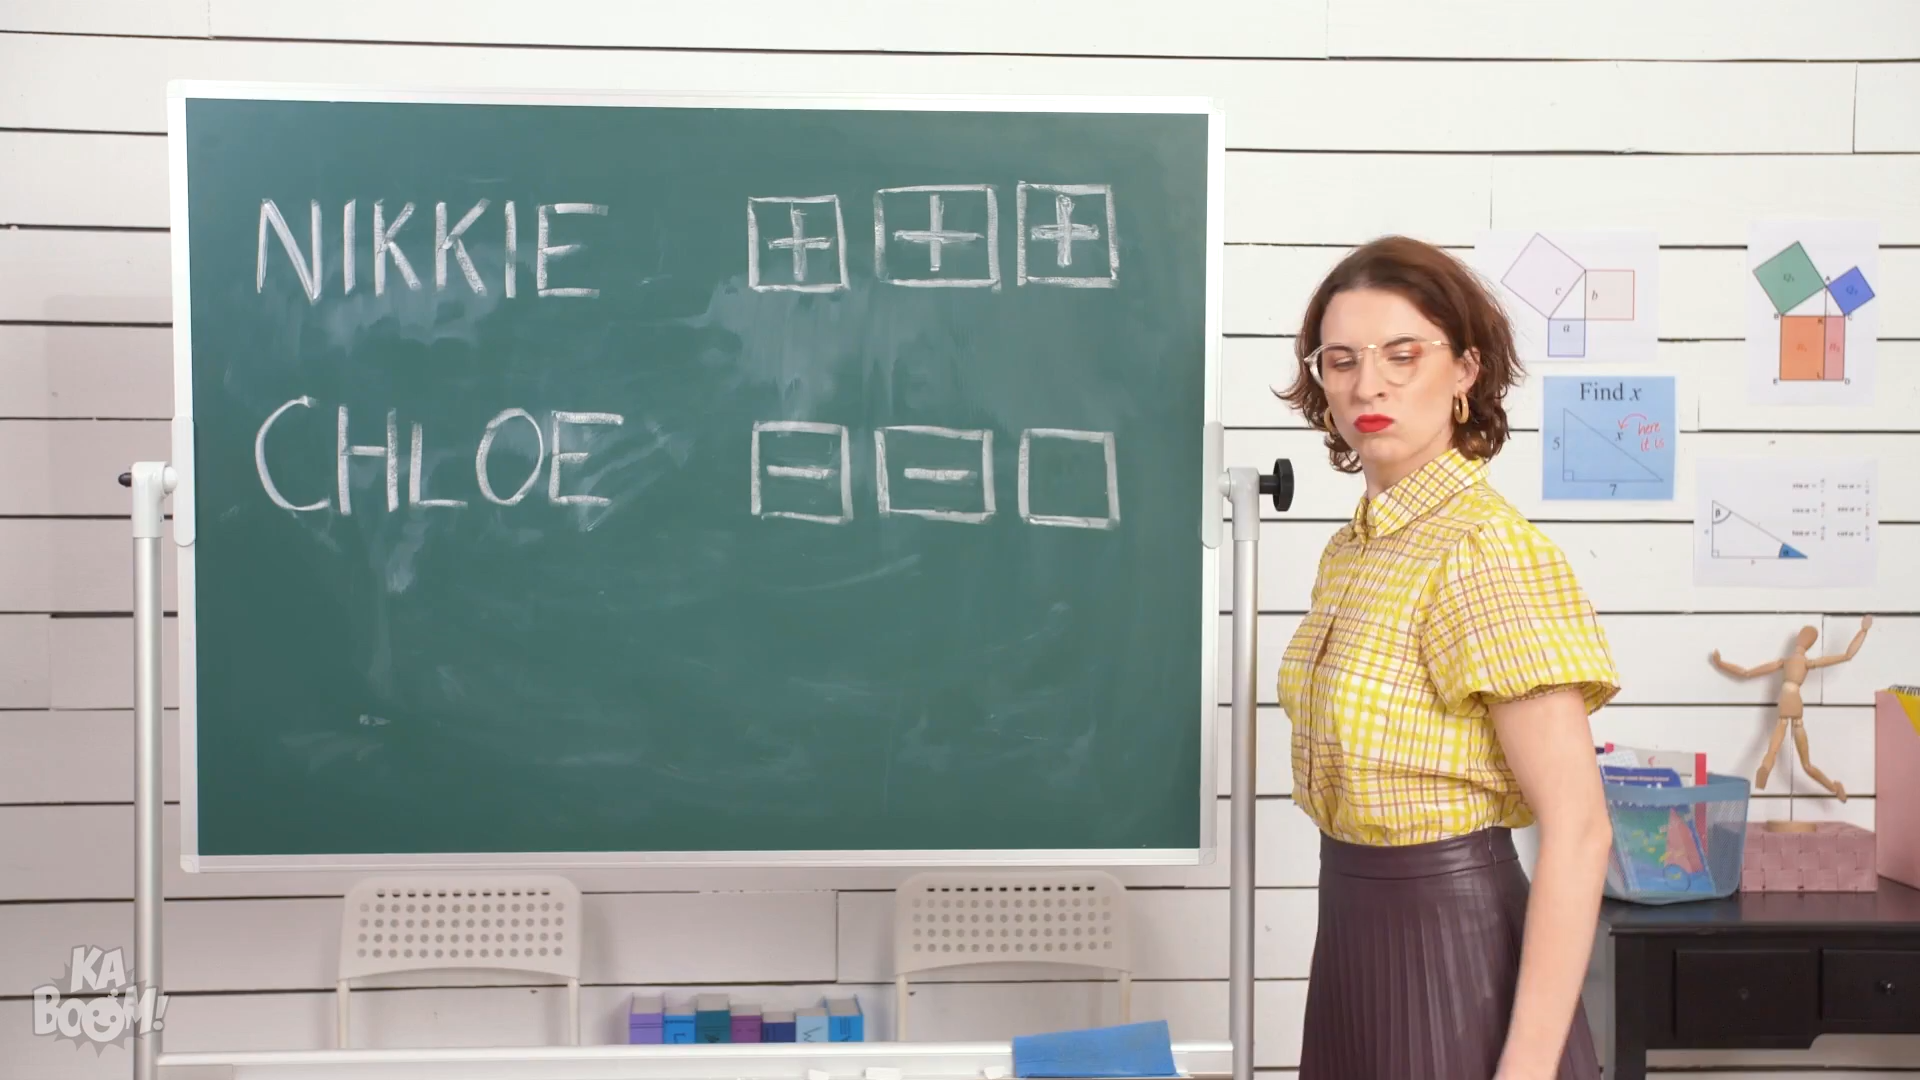 NIKKIE + + +
CHLOE - -
c
b
a
Find x
5
x
here
it is
7
β
KA
BOOM!